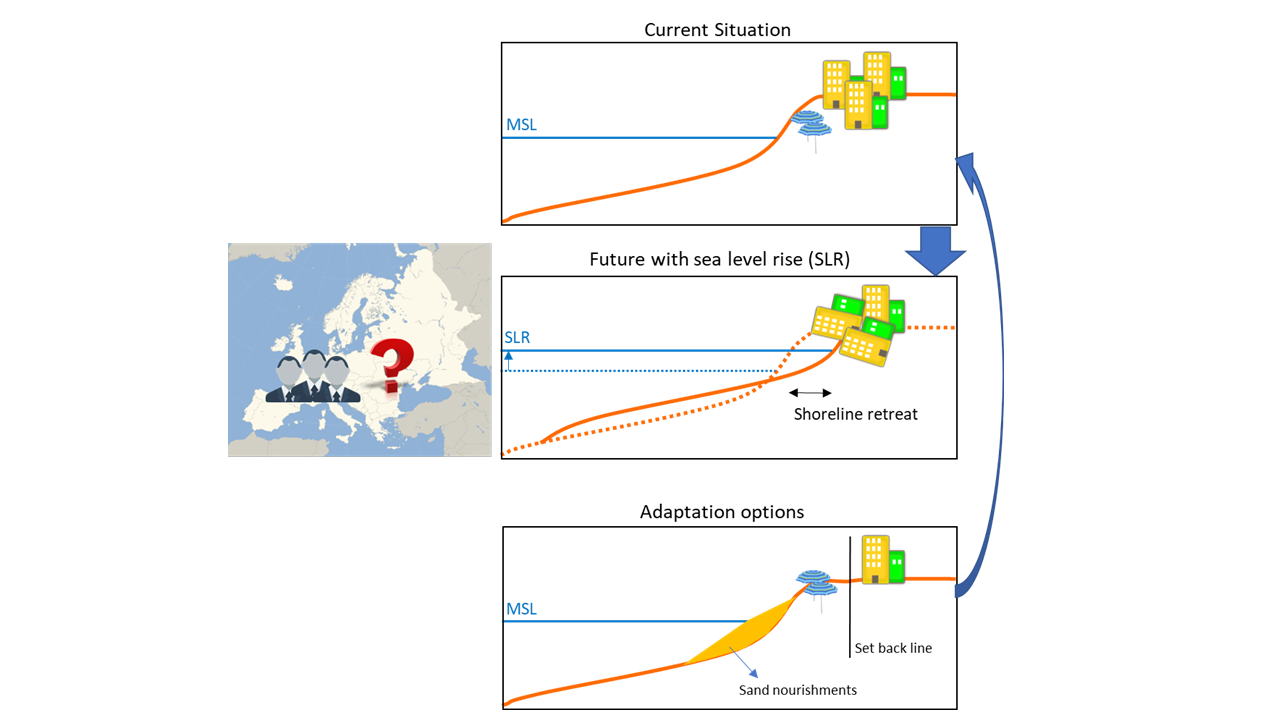 Current Situation
MSL
Future with sea level rise (SLR)
SLR
Shoreline retreat
Adaptation options
MSL
Set back line
Sand nourishments